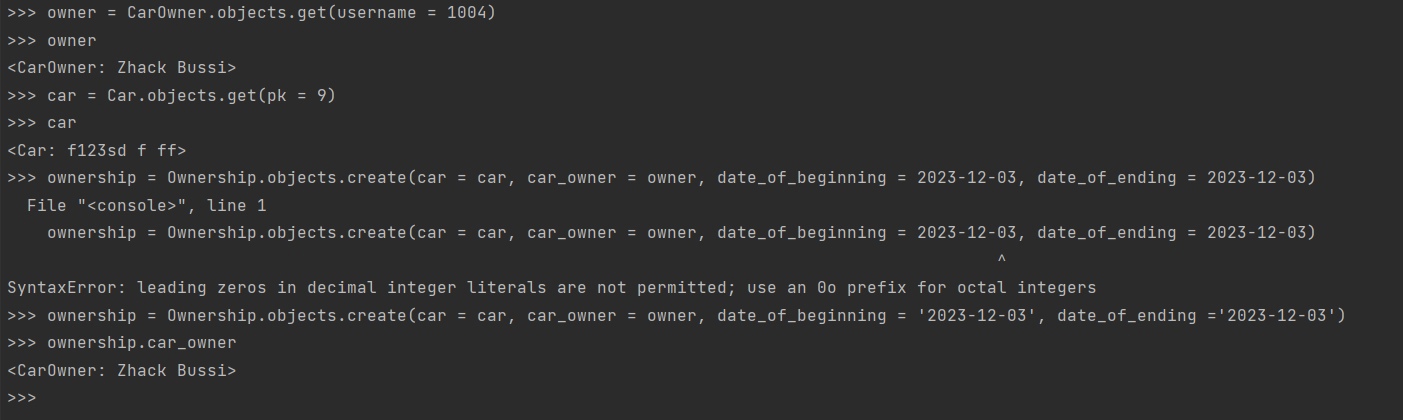 >>> owner = CarOwner.objects.get(username = 1004)
>>> owner
<CarOwner: Zhack Bussi>
>>> car = Car.objects.get(pk = 9)
>>> car
<Car: f123sd f ff>
>>> ownership = Ownership.objects.create(car = car, car_owner = owner, date_of_beginning = 2023-12-03, date_of_ending = 2023-12-03)
  File "<console>", line 1
    ownership = Ownership.objects.create(car = car, car_owner = owner, date_of_beginning = 2023-12-03, date_of_ending = 2023-12-03)
                                                                                                   ^
SyntaxError: leading zeros in decimal integer literals are not permitted; use an 0o prefix for octal integers
>>> ownership = Ownership.objects.create(car = car, car_owner = owner, date_of_beginning = '2023-12-03', date_of_ending ='2023-12-03')
>>> ownership.car_owner
<CarOwner: Zhack Bussi>
>>>